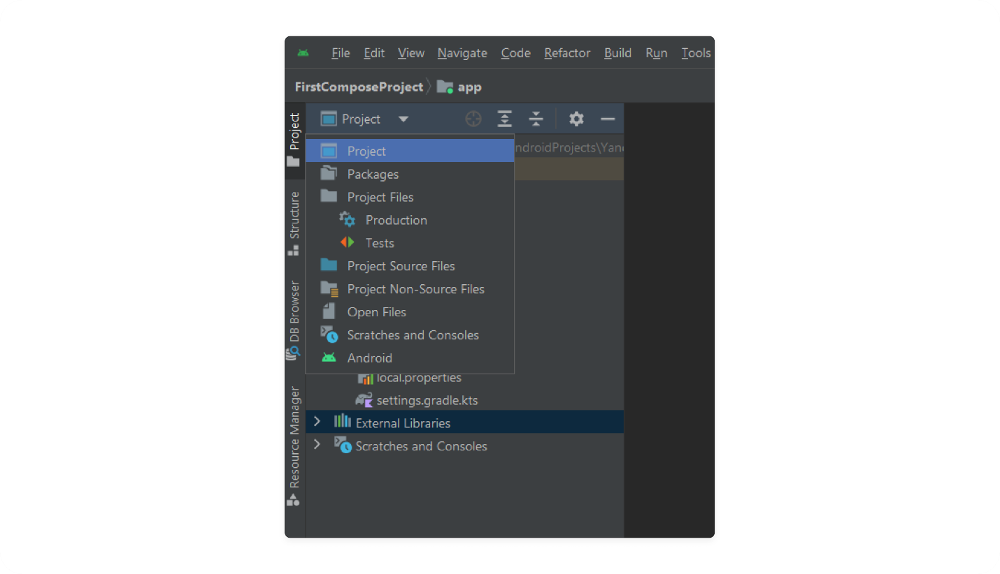 File Edit View Navigate Code Refactor Build Run Tools
FirstComposeProject app
Project
Project
Structure
DB Browser
Resource Manager
Project
Packages
Project Files
Production
Tests
Project Source Files
Project Non-Source Files
Open Files
Scratches and Consoles
Android
local.properties
settings.gradle.kts
External Libraries
Scratches and Consoles